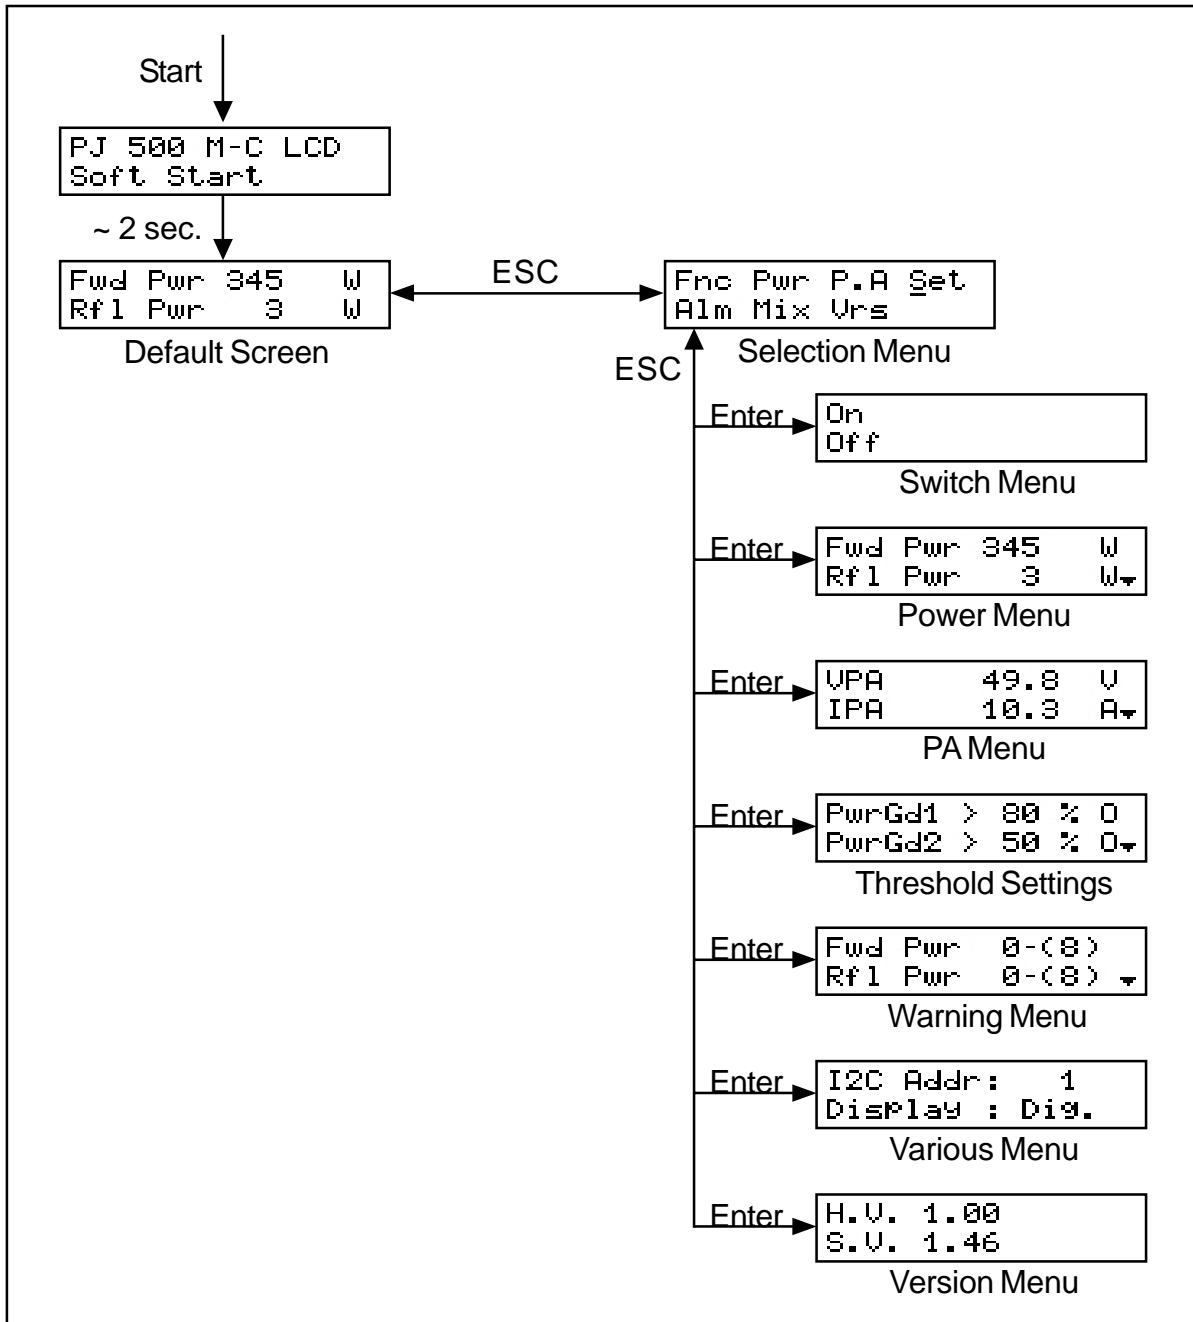 Start
PJ 500 M-C LCD
Soft Start
~ 2 sec.
Fwd Pwr 345 W
Rfl Pwr 3 W
Default Screen
ESC
Fnc Pwr P.A Set
Alm Mix Vrs
Selection Menu
ESC
Enter
On
Off
Switch Menu
Enter
Fwd Pwr 345 W
Rfl Pwr 3 W
Power Menu
Enter
VPA 49.8 V
IPA 10.3 A
PA Menu
Enter
PwrGd1 > 80 % O
PwrGd2 > 50 % O
Threshold Settings
Enter
Fwd Pwr 0-(8)
Rfl Pwr 0-(8)
Warning Menu
Enter
I2C Addr: 1
Display : Dig.
Various Menu
Enter
H.V. 1.00
S.V. 1.46
Version Menu